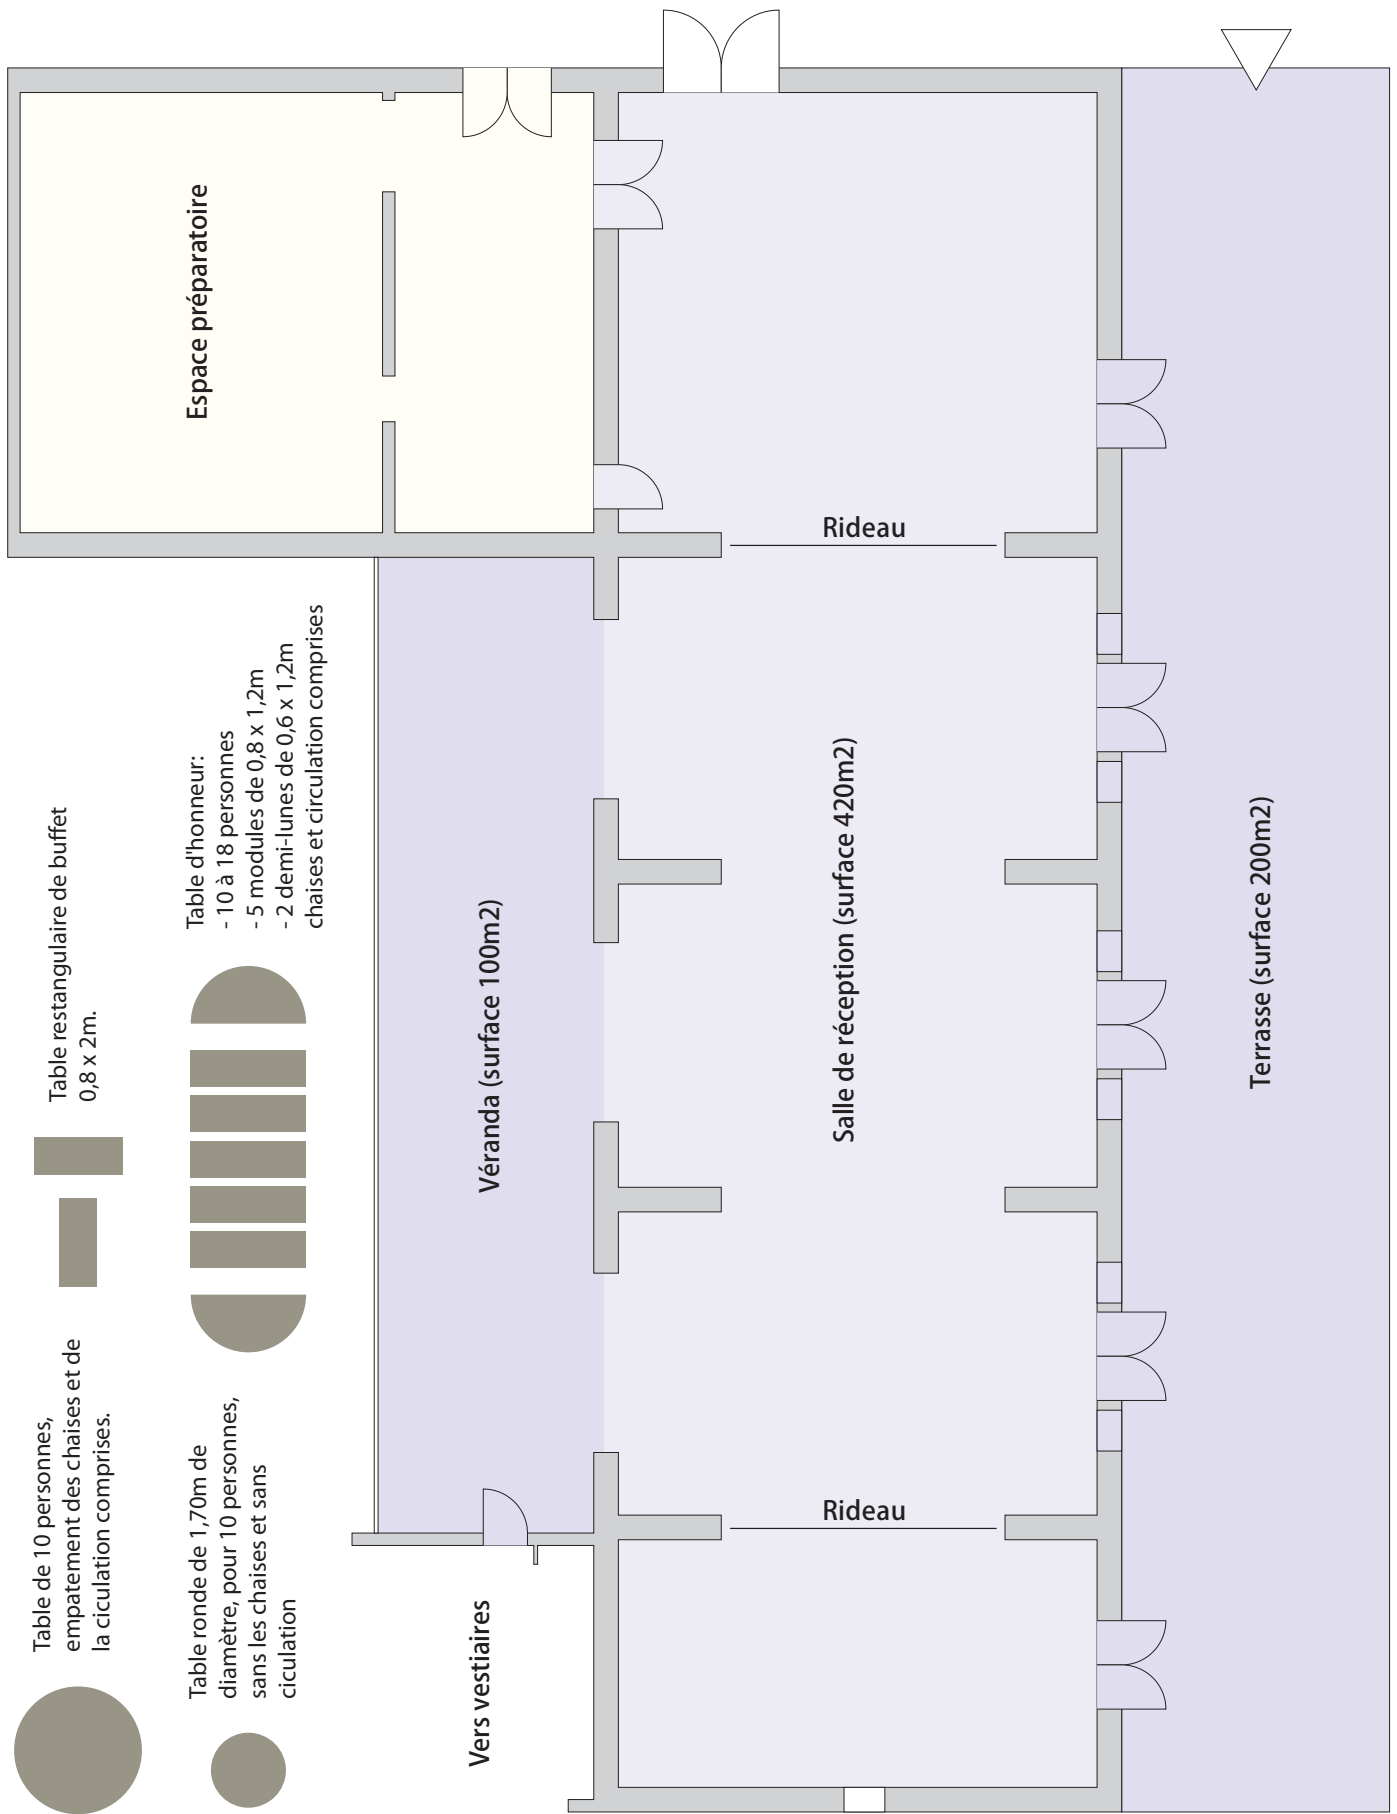 Table de 10 personnes,
empatement des chaises et de
la ciculation comprises.
Table restangulaire de buffet
0,8 x 2m.
Table ronde de 1,70m de
diamètre, pour 10 personnes,
sans les chaises et sans
ciculation
Table d'honneur:
- 10 à 18 personnes
- 5 modules de 0,8 x 1,2m
- 2 demi-lunes de 0,6 x 1,2m
chaises et circulation comprises
Espace préparatoire
Vers vestiaires
Véranda (surface 100m2)
Rideau
Rideau
Salle de réception (surface 420m2)
Terrasse (surface 200m2)